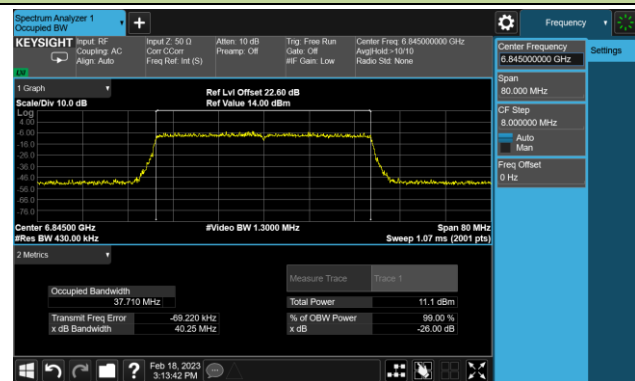 Spectrum Analyzer 1
Occupied BW
+
Frequency
KEYSIGHT
Input: RF
Coupling: AC
Align: Auto
Input Z: 50 Ω
Corr CCorr
Freq Ref: Int (S)
Atten: 10 dB
Preamp: Off
Trig: Free Run
Gate: Off
#IF Gain: Low
Center Freq: 6.845000000 GHz
Avg|Hold:>10/10
Radio Std: None
Center Frequency
6.845000000 GHz
Settings
Span
80.000 MHz
CF Step
8.000000 MHz
Auto
Man
Freq Offset
0 Hz
1 Graph
Scale/Div 10.0 dB
Ref Lvl Offset 22.60 dB
Ref Value 14.00 dBm
Log
4.00
-6.00
-16.0
-26.0
-36.0
-46.0
-56.0
-66.0
-76.0
Center 6.84500 GHz
#Res BW 430.00 kHz
#Video BW 1.3000 MHz
Span 80 MHz
Sweep 1.07 ms (2001 pts)
2 Metrics
Measure Trace
Trace 1
Occupied Bandwidth
37.710 MHz
Total Power
11.1 dBm
Transmit Freq Error
-69.220 kHz
% of OBW Power
99.00 %
x dB Bandwidth
40.25 MHz
x dB
-26.00 dB
?
Feb 18, 2023
3:13:42 PM